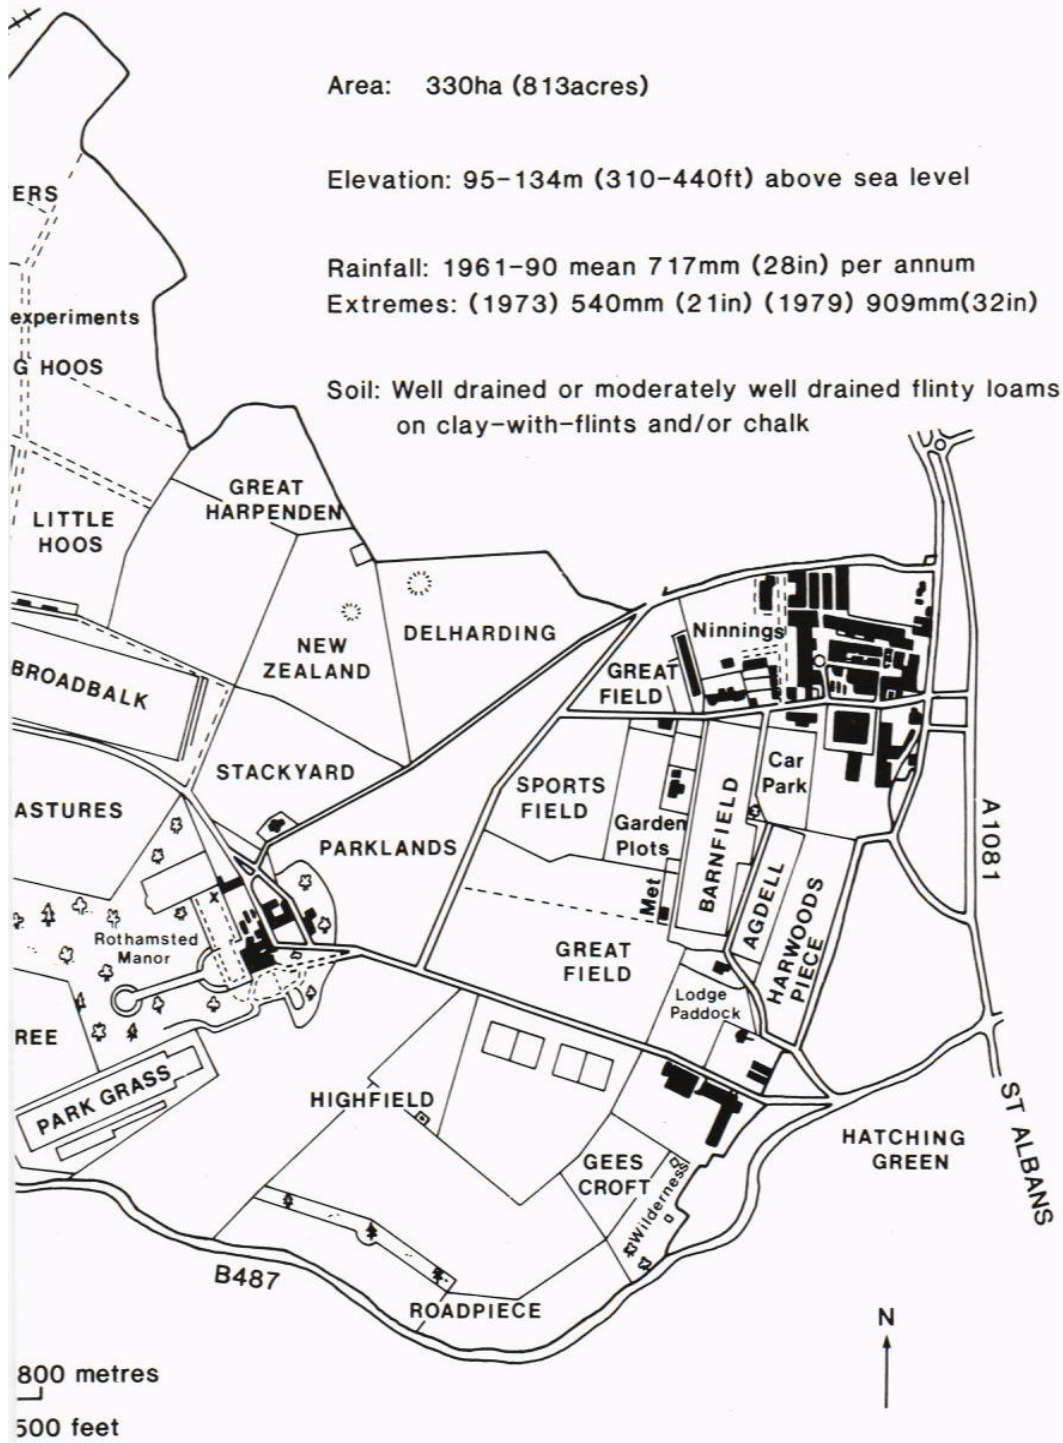 Area: 330ha (813acres)
Elevation: 95-134m (310-440ft) above sea level
ERS
Rainfall: 1961-90 mean 717mm (28in) per annum
Extremes: (1973) 540mm (21in) (1979) 909mm(32in)
experiments
G HOOS
Soil: Well drained or moderately well drained flinty loams
on clay-with-flints and/or chalk
GREAT
HARPENDEN
LITTLE
HOOS
NEW
ZEALAND
DELHARDING
Ninnings
GREAT
FIELD
BROADBALK
STACKYARD
SPORTS
FIELD
Car
Park
ASTURES
PARKLANDS
Garden
Plots
BARNFIELD
A1081
Met
AGDELL
HARWOODS
PIECE
x
Rothamsted
Manor
GREAT
FIELD
Lodge
Paddock
REE
PARK GRASS
HIGHFIELD
HATCHING
GREEN
ST ALBANS
GEES
CROFT
Wilderness
B487
ROADPIECE
N
800 metres
500 feet